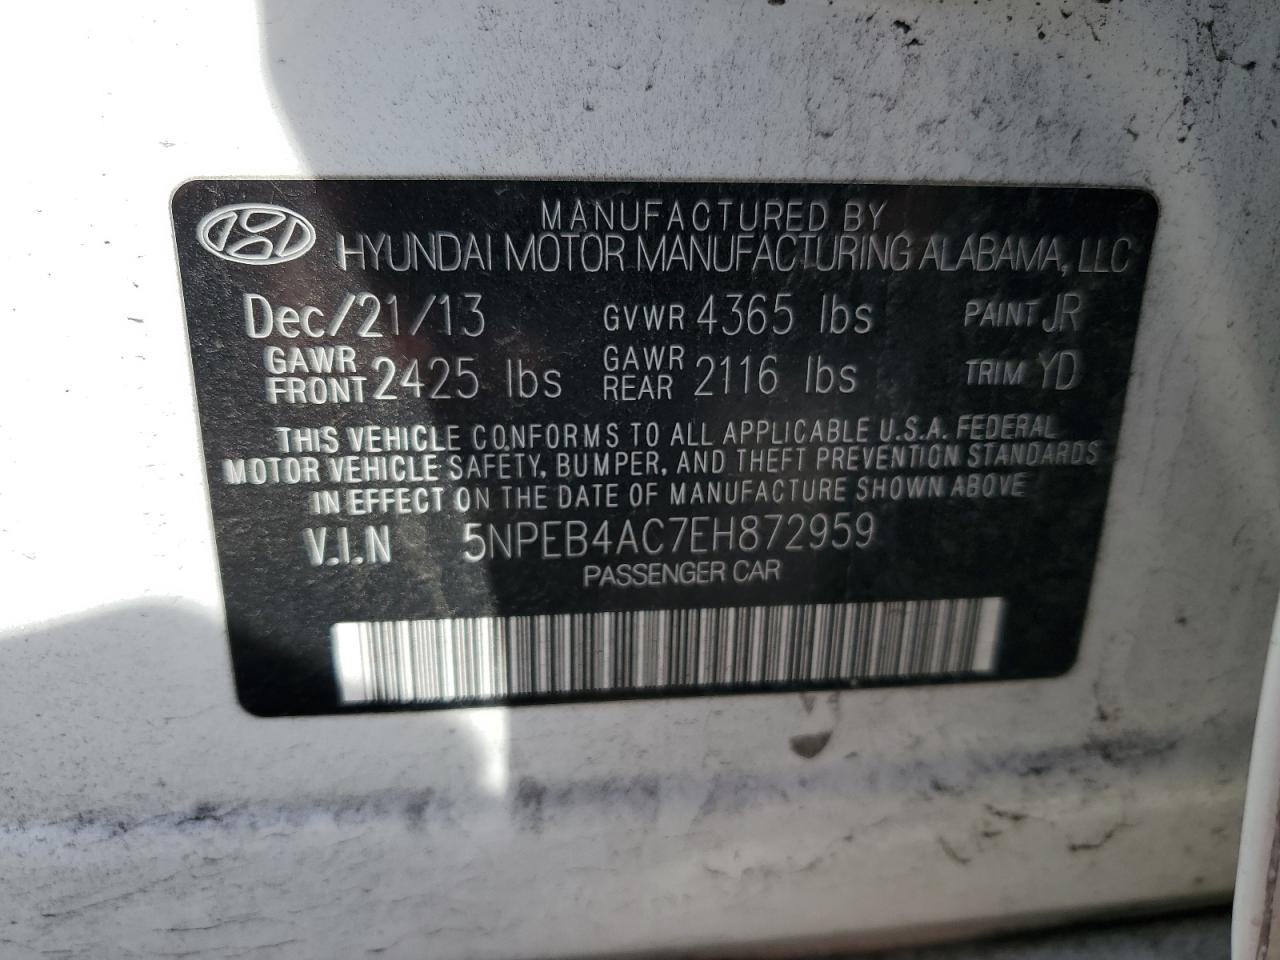 MANUFACTURED BY
HYUNDAI MOTOR MANUFACTURING ALABAMA, LLC
Dec/21/13 GVWR 4365 lbs PAINT JR
GAWR FRONT 2425 lbs GAWR REAR 2116 lbs TRIM YD
THIS VEHICLE CONFORMS TO ALL APPLICABLE U.S.A. FEDERAL
MOTOR VEHICLE SAFETY, BUMPER, AND THEFT PREVENTION STANDARDS
IN EFFECT ON THE DATE OF MANUFACTURE SHOWN ABOVE
V.I.N 5NPEB4AC7EH872959
PASSENGER CAR